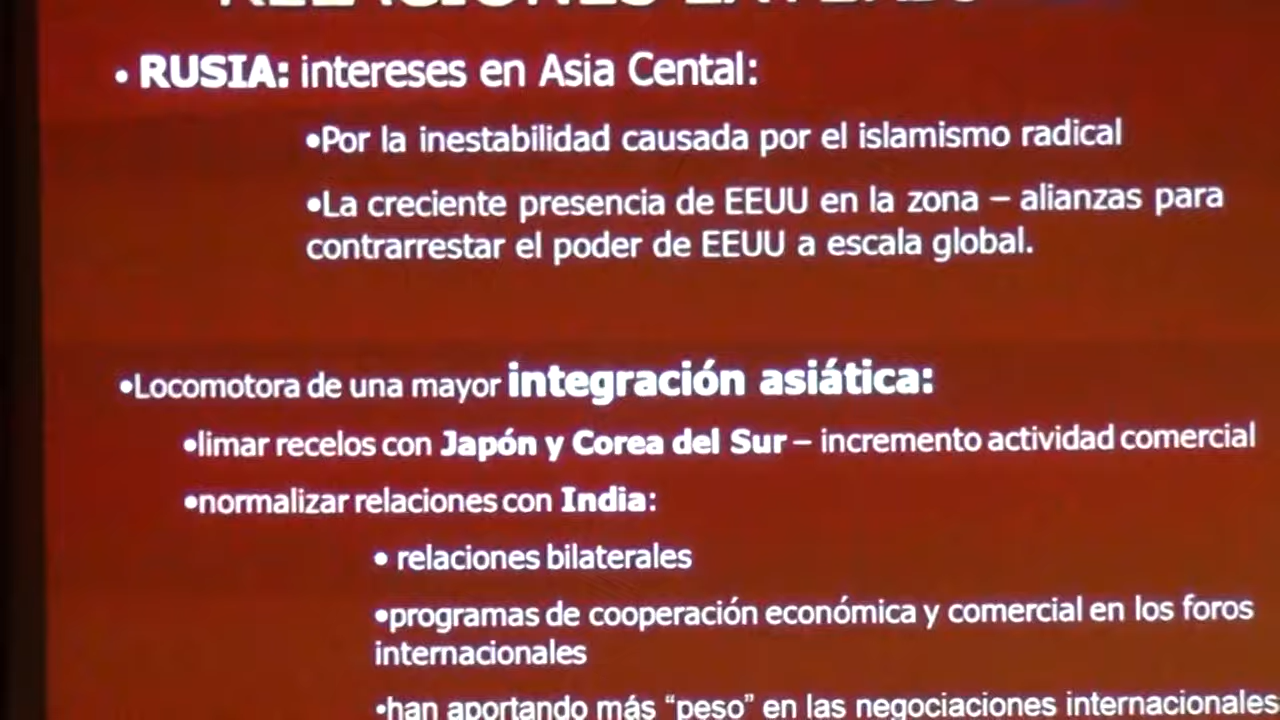 RELACIONES
• RUSIA: intereses en Asia Cental:
•Por la inestabilidad causada por el islamismo radical
•La creciente presencia de EEUU en la zona – alianzas para
contrarrestar el poder de EEUU a escala global.
•Locomotora de una mayor integración asiática:
•limar recelos con Japón y Corea del Sur – incremento actividad comercial
•normalizar relaciones con India:
• relaciones bilaterales
•programas de cooperación económica y comercial en los foros
internacionales
•han aportando más “peso” en las negociaciones internacionales